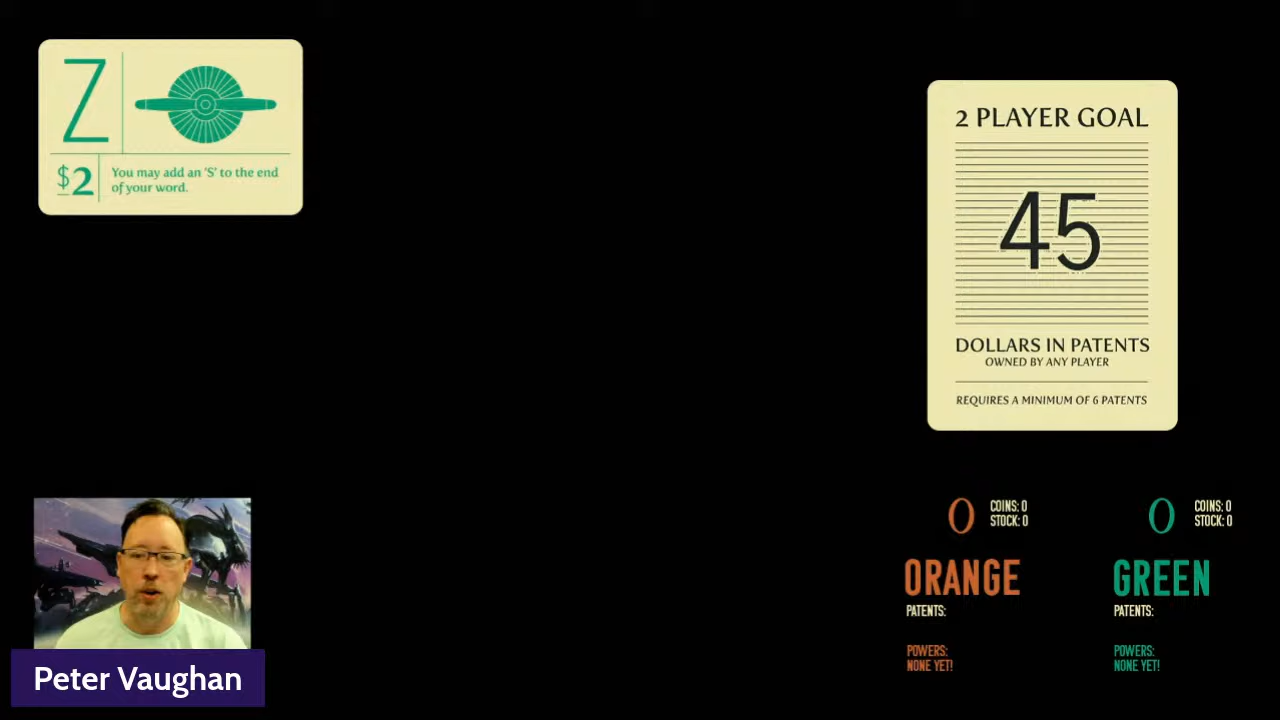 Z
$2
You may add an 'S' to the end
of your word.
2 PLAYER GOAL
45
DOLLARS IN PATENTS
OWNED BY ANY PLAYER
REQUIRES A MINIMUM OF 6 PATENTS
0 COINS: 0
STOCK: 0
ORANGE
PATENTS:
POWERS:
NONE YET!
0 COINS: 0
STOCK: 0
GREEN
PATENTS:
POWERS:
NONE YET!
Peter Vaughan